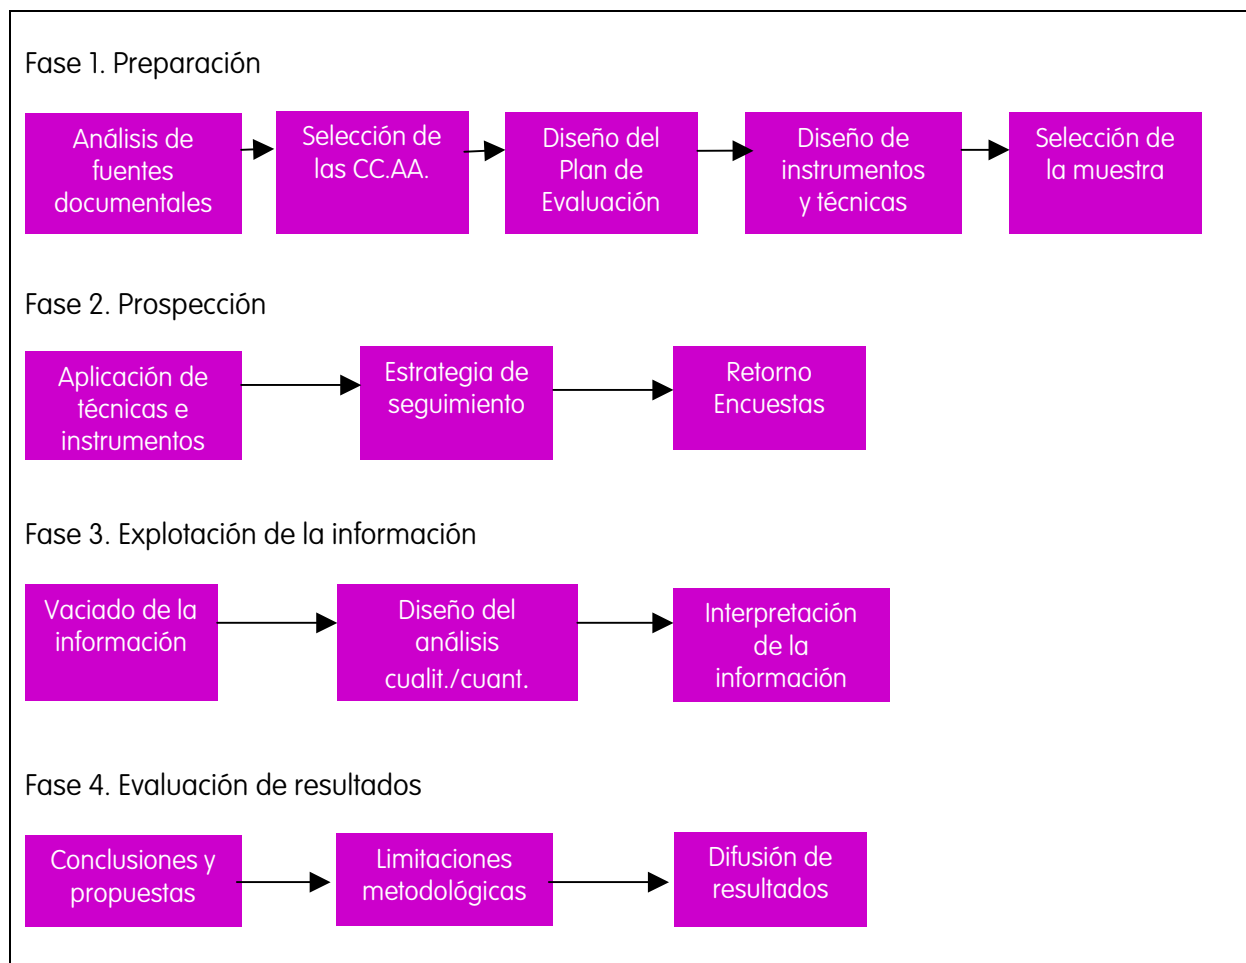 Fase 1. Preparación
Análisis de
fuentes
documentales
Selección de
las CC.AA.
Diseño del
Plan de
Evaluación
Diseño de
instrumentos
y técnicas
Selección de
la muestra
Fase 2. Prospección
Aplicación de
técnicas e
instrumentos
Estrategia de
seguimiento
Retorno
Encuestas
Fase 3. Explotación de la información
Vaciado de la
información
Diseño del
análisis
cualit./cuant.
Interpretación
de la
información
Fase 4. Evaluación de resultados
Conclusiones y
propuestas
Limitaciones
metodológicas
Difusión de
resultados